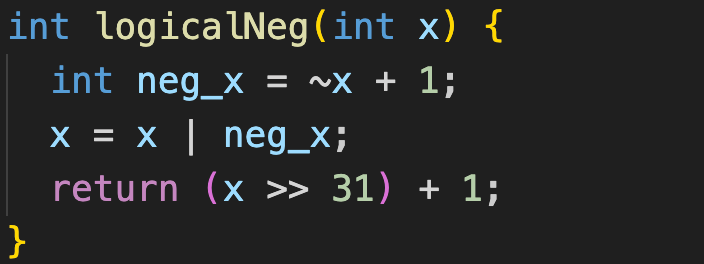 int logicalNeg(int x) {
  int neg_x = ~x + 1;
  x = x | neg_x;
  return (x >> 31) + 1;
}